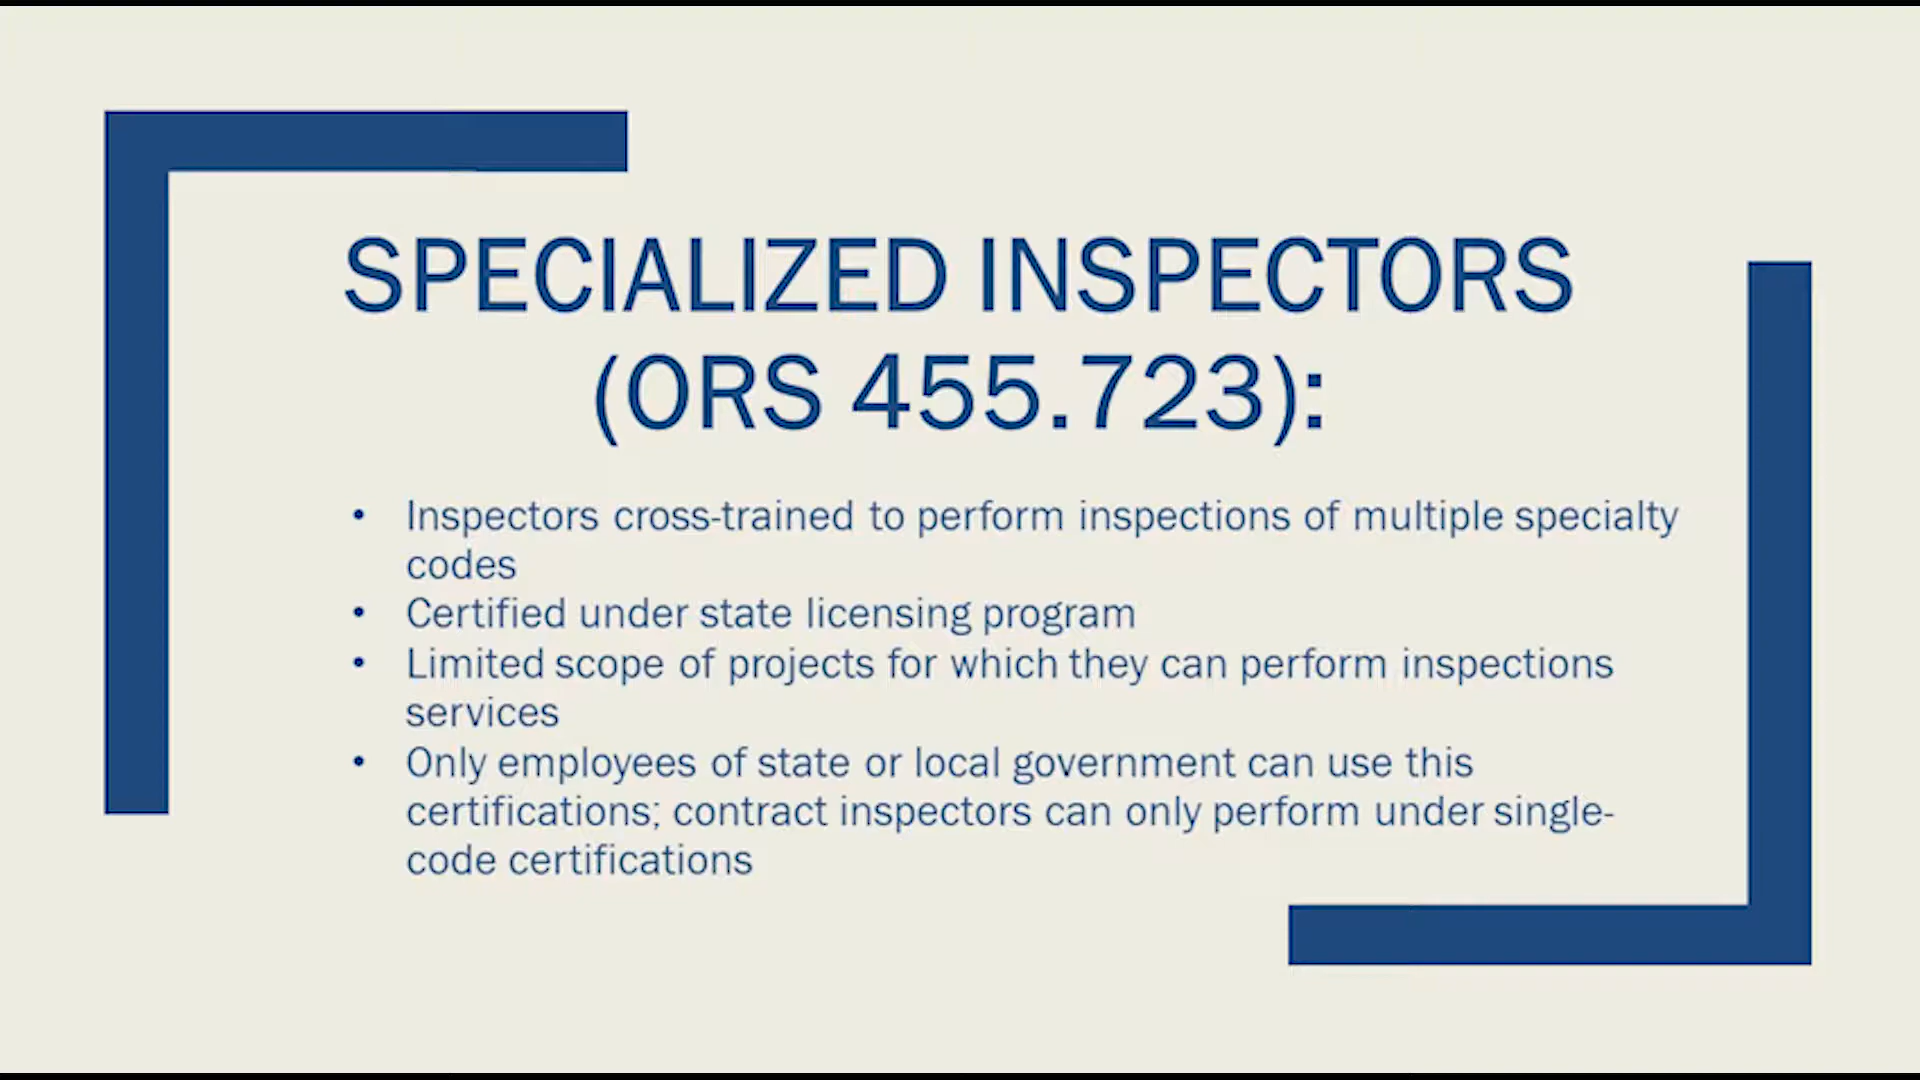 SPECIALIZED INSPECTORS
(ORS 455.723):
• Inspectors cross-trained to perform inspections of multiple specialty
codes
• Certified under state licensing program
• Limited scope of projects for which they can perform inspections
services
• Only employees of state or local government can use this
certifications; contract inspectors can only perform under single-
code certifications